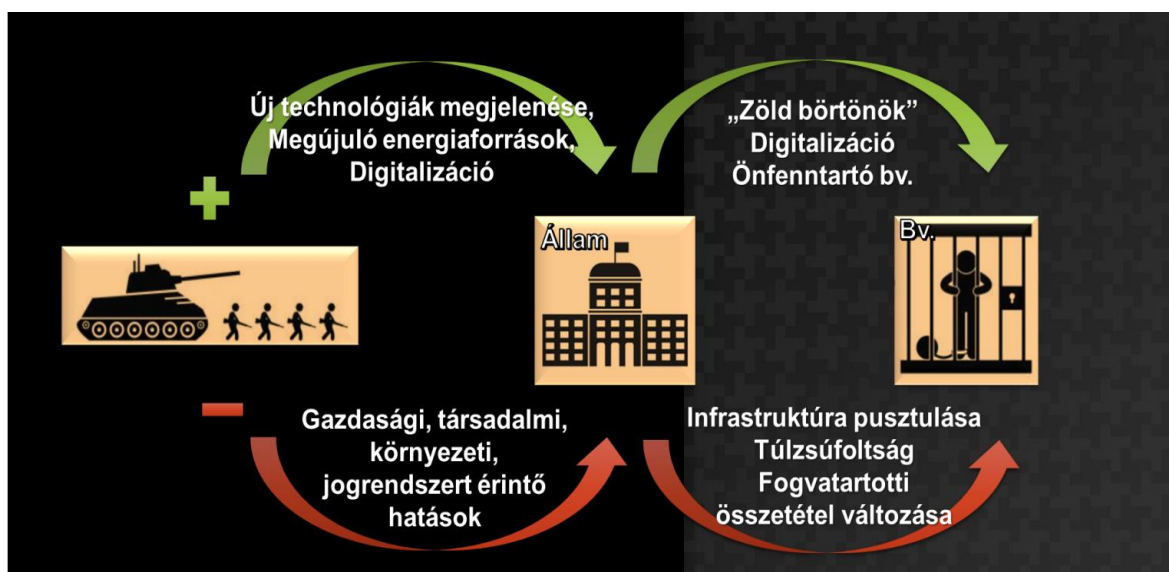 Új technológiák megjelenése,
Megújuló energiaforrások,
Digitalizáció
„Zöld börtönök”
Digitalizáció
Önfenntartó bv.
+
Állam
Bv.
-
Gazdasági, társadalmi,
környezeti,
jogrendszert érintő
hatások
Infrastruktúra pusztulása
Túlzsúfoltság
Fogvatartotti
összetétel változása